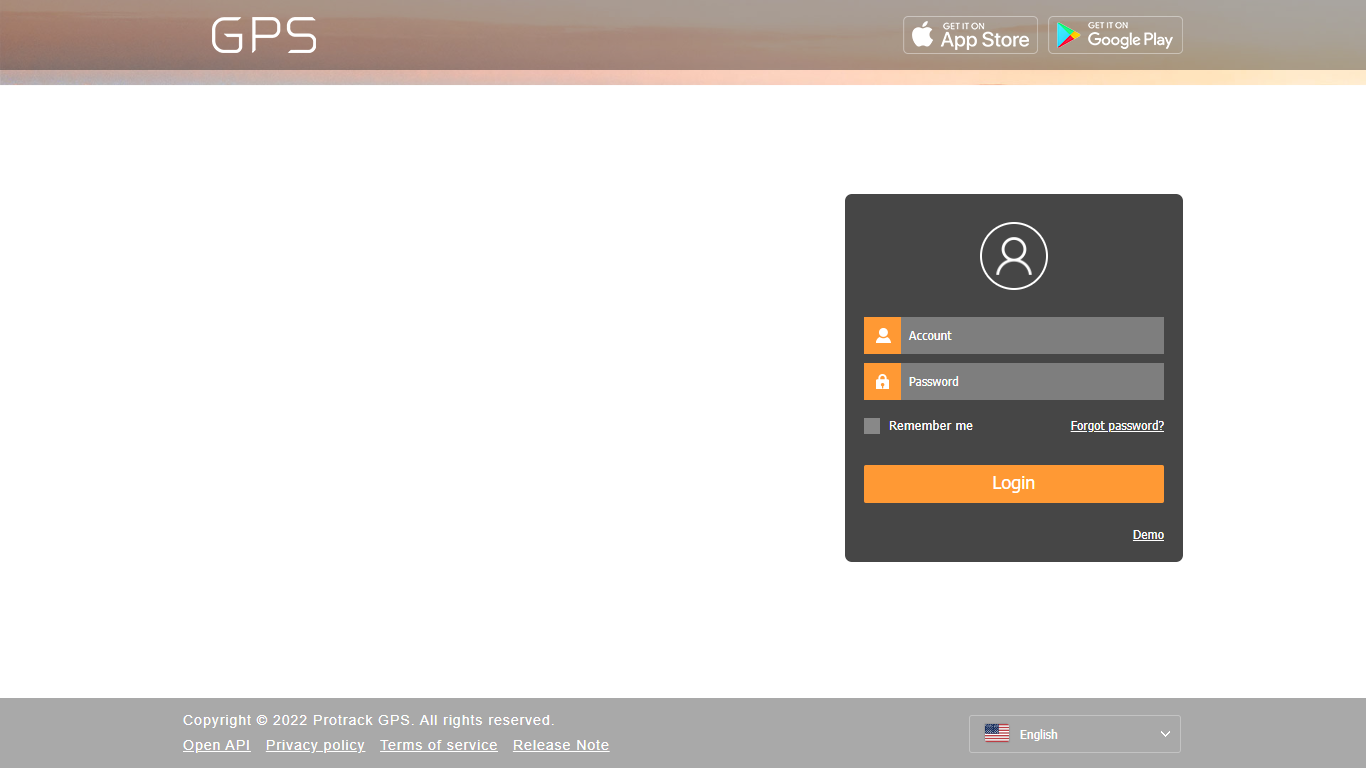 GPS
GET IT ON
App Store
GET IT ON
Google Play
Account
Password
Remember me
Forgot password?
Login
Demo
Copyright © 2022 Protrack GPS. All rights reserved.
Open API Privacy policy Terms of service Release Note
English